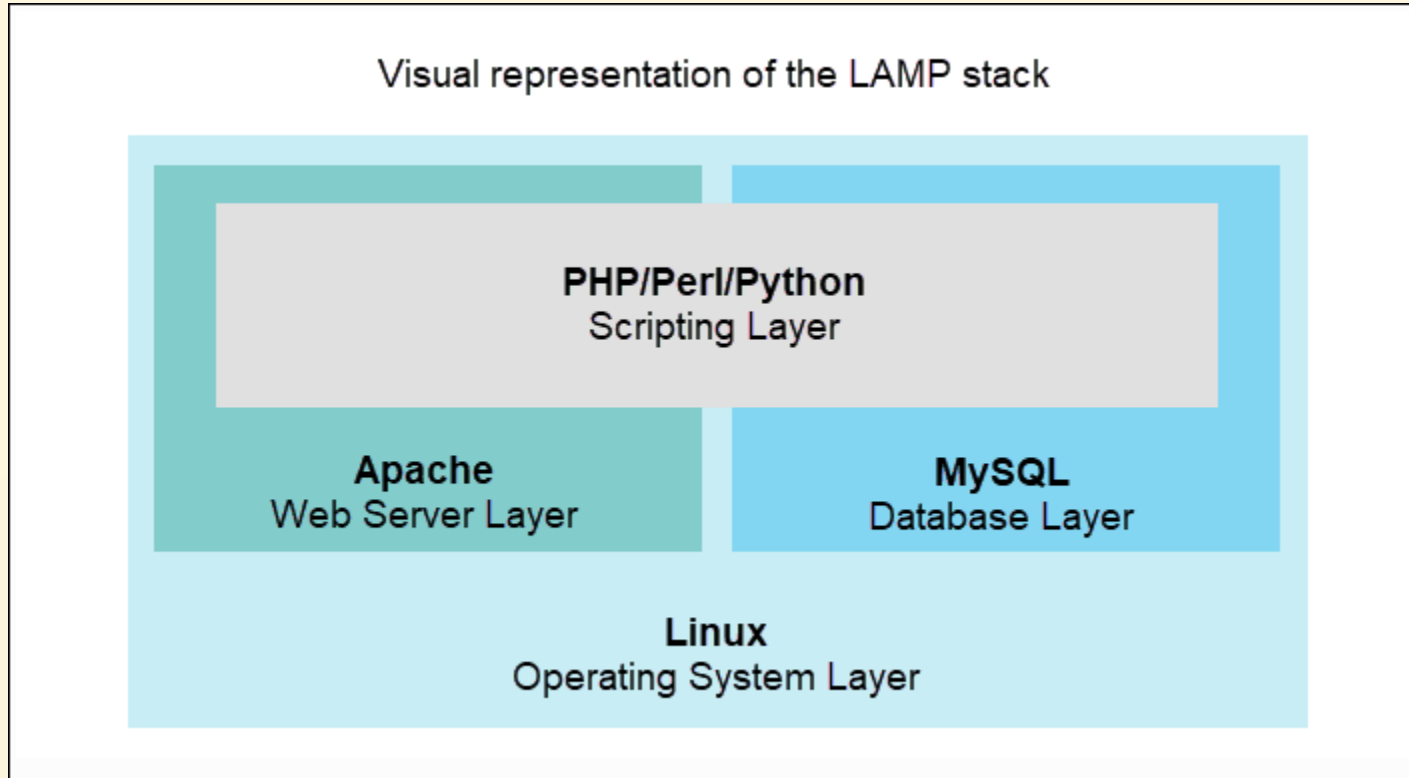 Visual representation of the LAMP stack
PHP/Perl/Python
Scripting Layer
Apache
Web Server Layer
MySQL
Database Layer
Linux
Operating System Layer